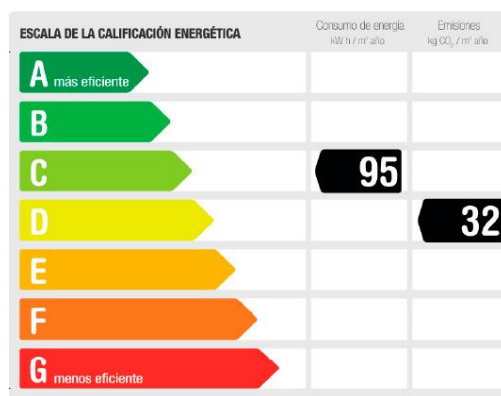 ESCALA DE LA CALIFICACIÓN ENERGÉTICA
Consumo de energía
kW h / m² año
Emisiones
kg CO₂ / m² año
A más eficiente
B
C 95
D 32
E
F
G menos eficiente